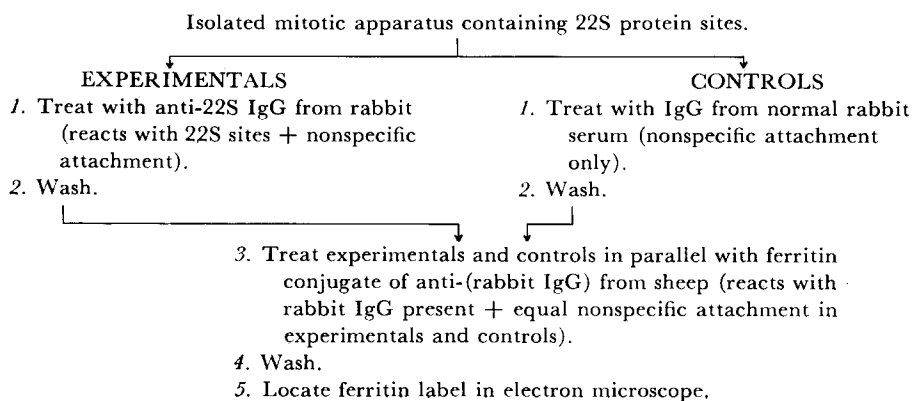 Isolated mitotic apparatus containing 22S protein sites.
EXPERIMENTALS
1. Treat with anti-22S IgG from rabbit
(reacts with 22S sites + nonspecific
attachment).
2. Wash.
CONTROLS
1. Treat with IgG from normal rabbit
serum (nonspecific attachment
only).
2. Wash.
3. Treat experimentals and controls in parallel with ferritin
conjugate of anti-(rabbit IgG) from sheep (reacts with
rabbit IgG present + equal nonspecific attachment in
experimentals and controls).
4. Wash.
5. Locate ferritin label in electron microscope.